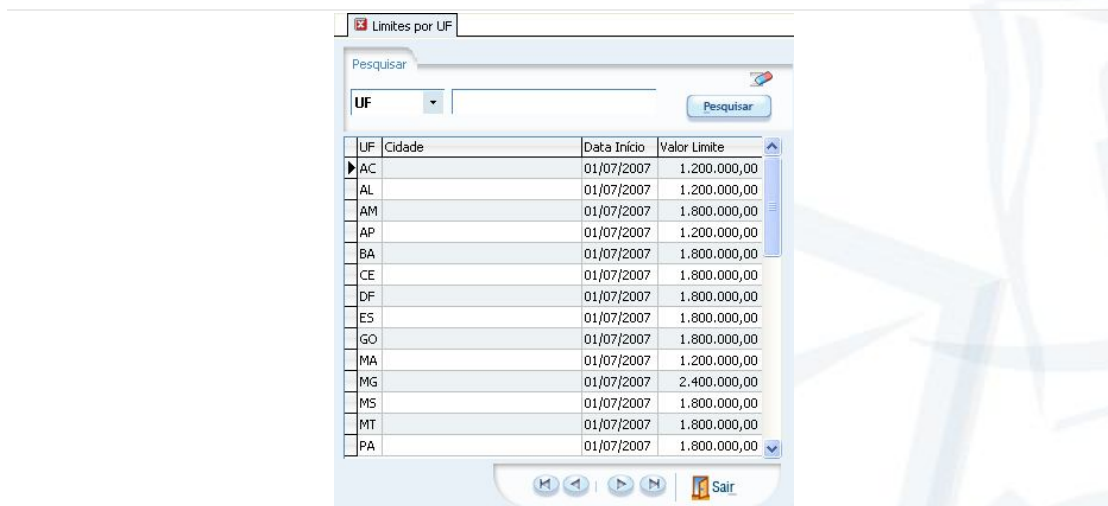 Limites por UF
Pesquisar
UF Pesquisar
UF Cidade Data Início Valor Limite
AC 01/07/2007 1.200.000,00
AL 01/07/2007 1.200.000,00
AM 01/07/2007 1.800.000,00
AP 01/07/2007 1.200.000,00
BA 01/07/2007 1.800.000,00
CE 01/07/2007 1.800.000,00
DF 01/07/2007 1.800.000,00
ES 01/07/2007 1.800.000,00
GO 01/07/2007 1.800.000,00
MA 01/07/2007 1.200.000,00
MG 01/07/2007 2.400.000,00
MS 01/07/2007 1.800.000,00
MT 01/07/2007 1.800.000,00
PA 01/07/2007 1.800.000,00
Sair